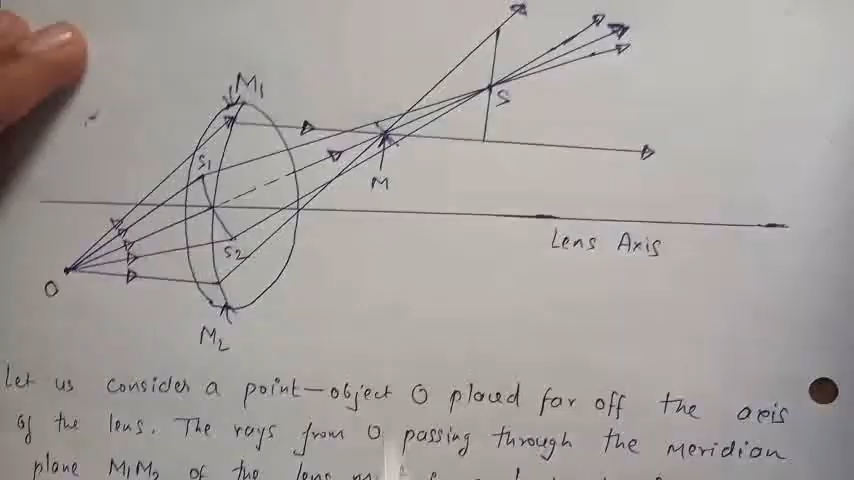 M1
S1
S
M
S2
Lens Axis
O
M2
Let us consider a point-object O placed far off the axis
of the lens. The rays from O passing through the meridian
plane M1M2 of the lens